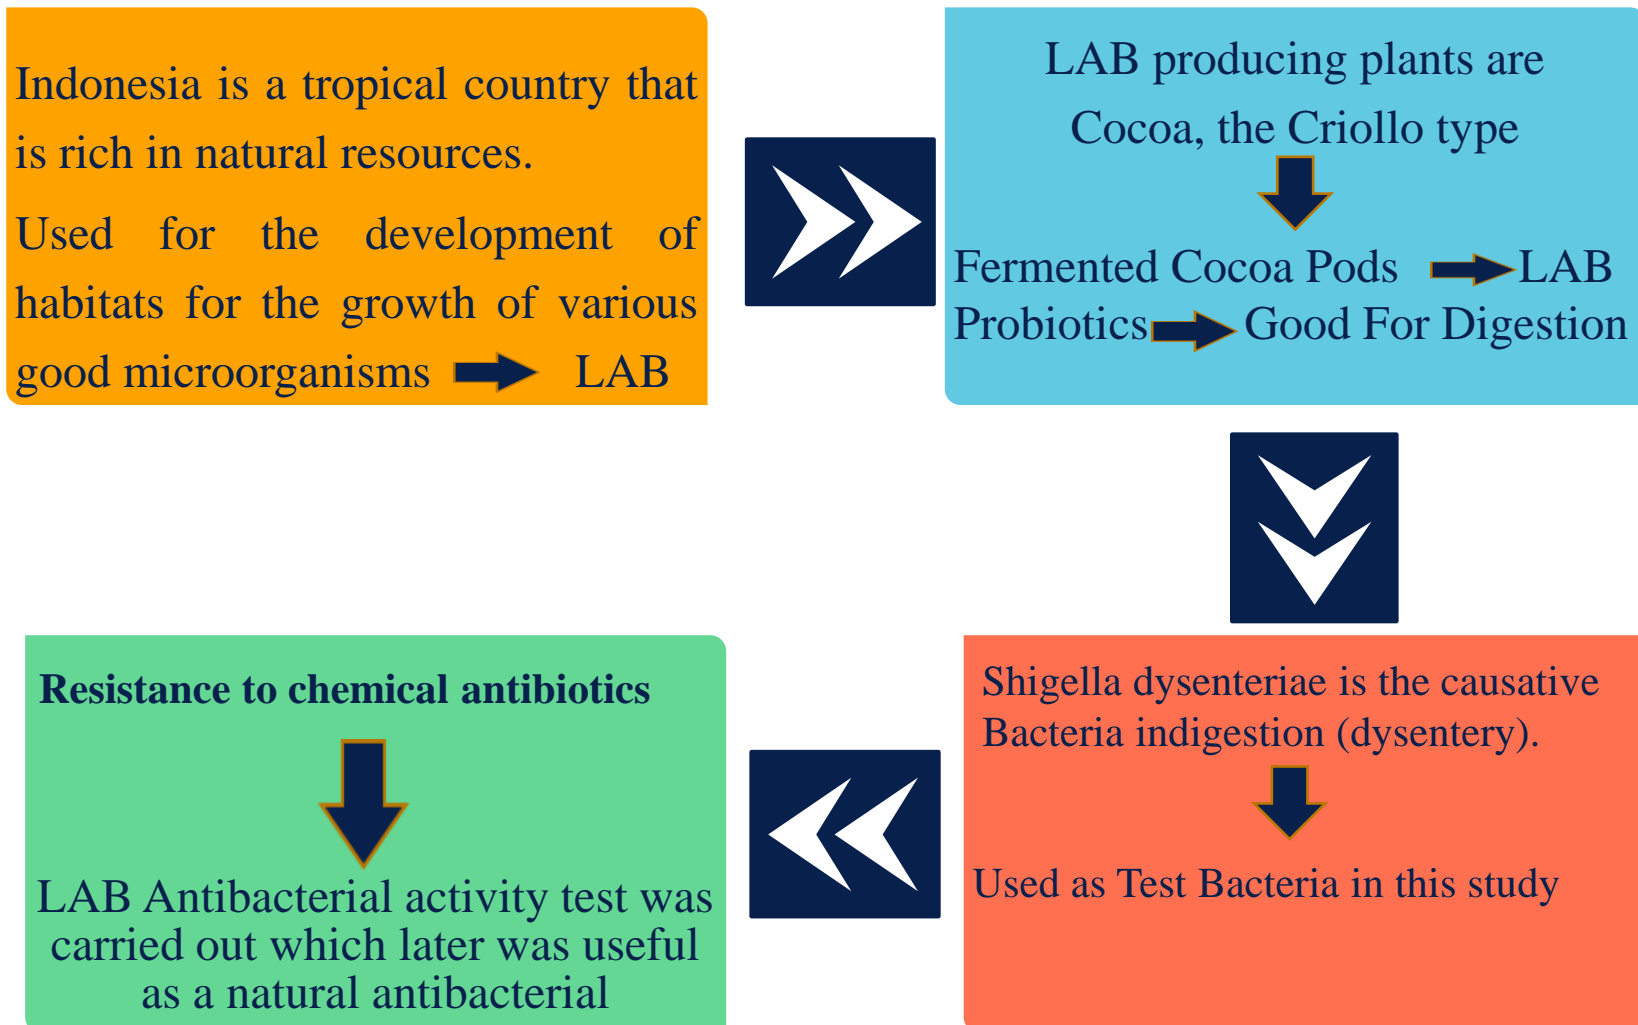 Indonesia is a tropical country that
is rich in natural resources.
Used for the development of
habitats for the growth of various
good microorganisms LAB
LAB producing plants are
Cocoa, the Criollo type
Fermented Cocoa Pods LAB
Probiotics Good For Digestion
Shigella dysenteriae is the causative
Bacteria indigestion (dysentery).
Used as Test Bacteria in this study
Resistance to chemical antibiotics
LAB Antibacterial activity test was
carried out which later was useful
as a natural antibacterial